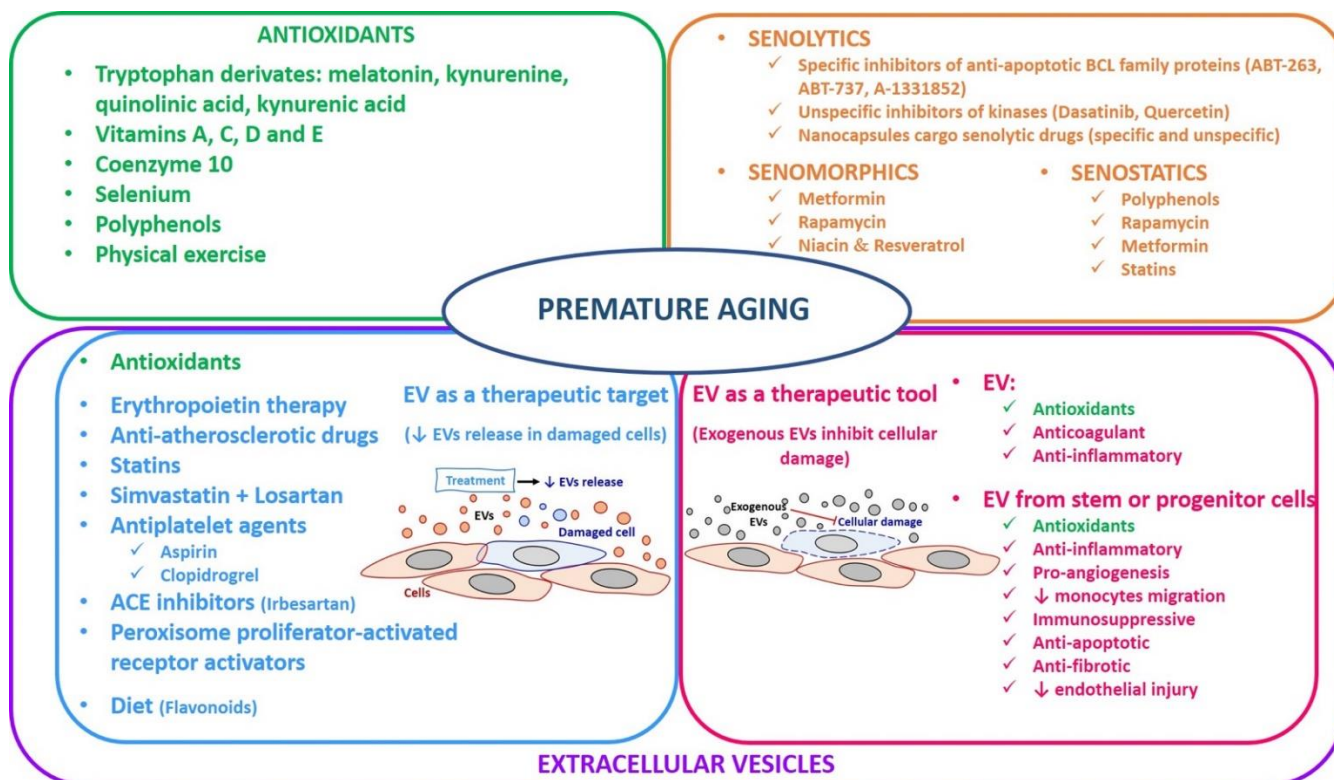 ANTIOXIDANTS
• Tryptophan derivates: melatonin, kynurenine,
quinolinic acid, kynurenic acid
• Vitamins A, C, D and E
• Coenzyme 10
• Selenium
• Polyphenols
• Physical exercise
• SENOLYTICS
✓ Specific inhibitors of anti-apoptotic BCL family proteins (ABT-263,
ABT-737, A-1331852)
✓ Unspecific inhibitors of kinases (Dasatinib, Quercetin)
✓ Nanocapsules cargo senolytic drugs (specific and unspecific)
• SENOMORPHICS
✓ Metformin
✓ Rapamycin
✓ Niacin & Resveratrol
• SENOSTATICS
✓ Polyphenols
✓ Rapamycin
✓ Metformin
✓ Statins
PREMATURE AGING
• Antioxidants
• Erythropoietin therapy
• Anti-atherosclerotic drugs
• Statins
• Simvastatin + Losartan
• Antiplatelet agents
✓ Aspirin
✓ Clopidrogrel
• ACE inhibitors (Irbesartan)
• Peroxisome proliferator-activated
receptor activators
• Diet (Flavonoids)
EV as a therapeutic target
(↓ EVs release in damaged cells)
Treatment → ↓ EVs release
EVs
Damaged cell
Cells
EV as a therapeutic tool
(Exogenous EVs inhibit cellular
damage)
Exogenous
EVs
Cellular damage
• EV:
✓ Antioxidants
✓ Anticoagulant
✓ Anti-inflammatory
• EV from stem or progenitor cells
✓ Antioxidants
✓ Anti-inflammatory
✓ Pro-angiogenesis
✓ ↓ monocytes migration
✓ Immunosuppressive
✓ Anti-apoptotic
✓ Anti-fibrotic
✓ ↓ endothelial injury
EXTRACELLULAR VESICLES